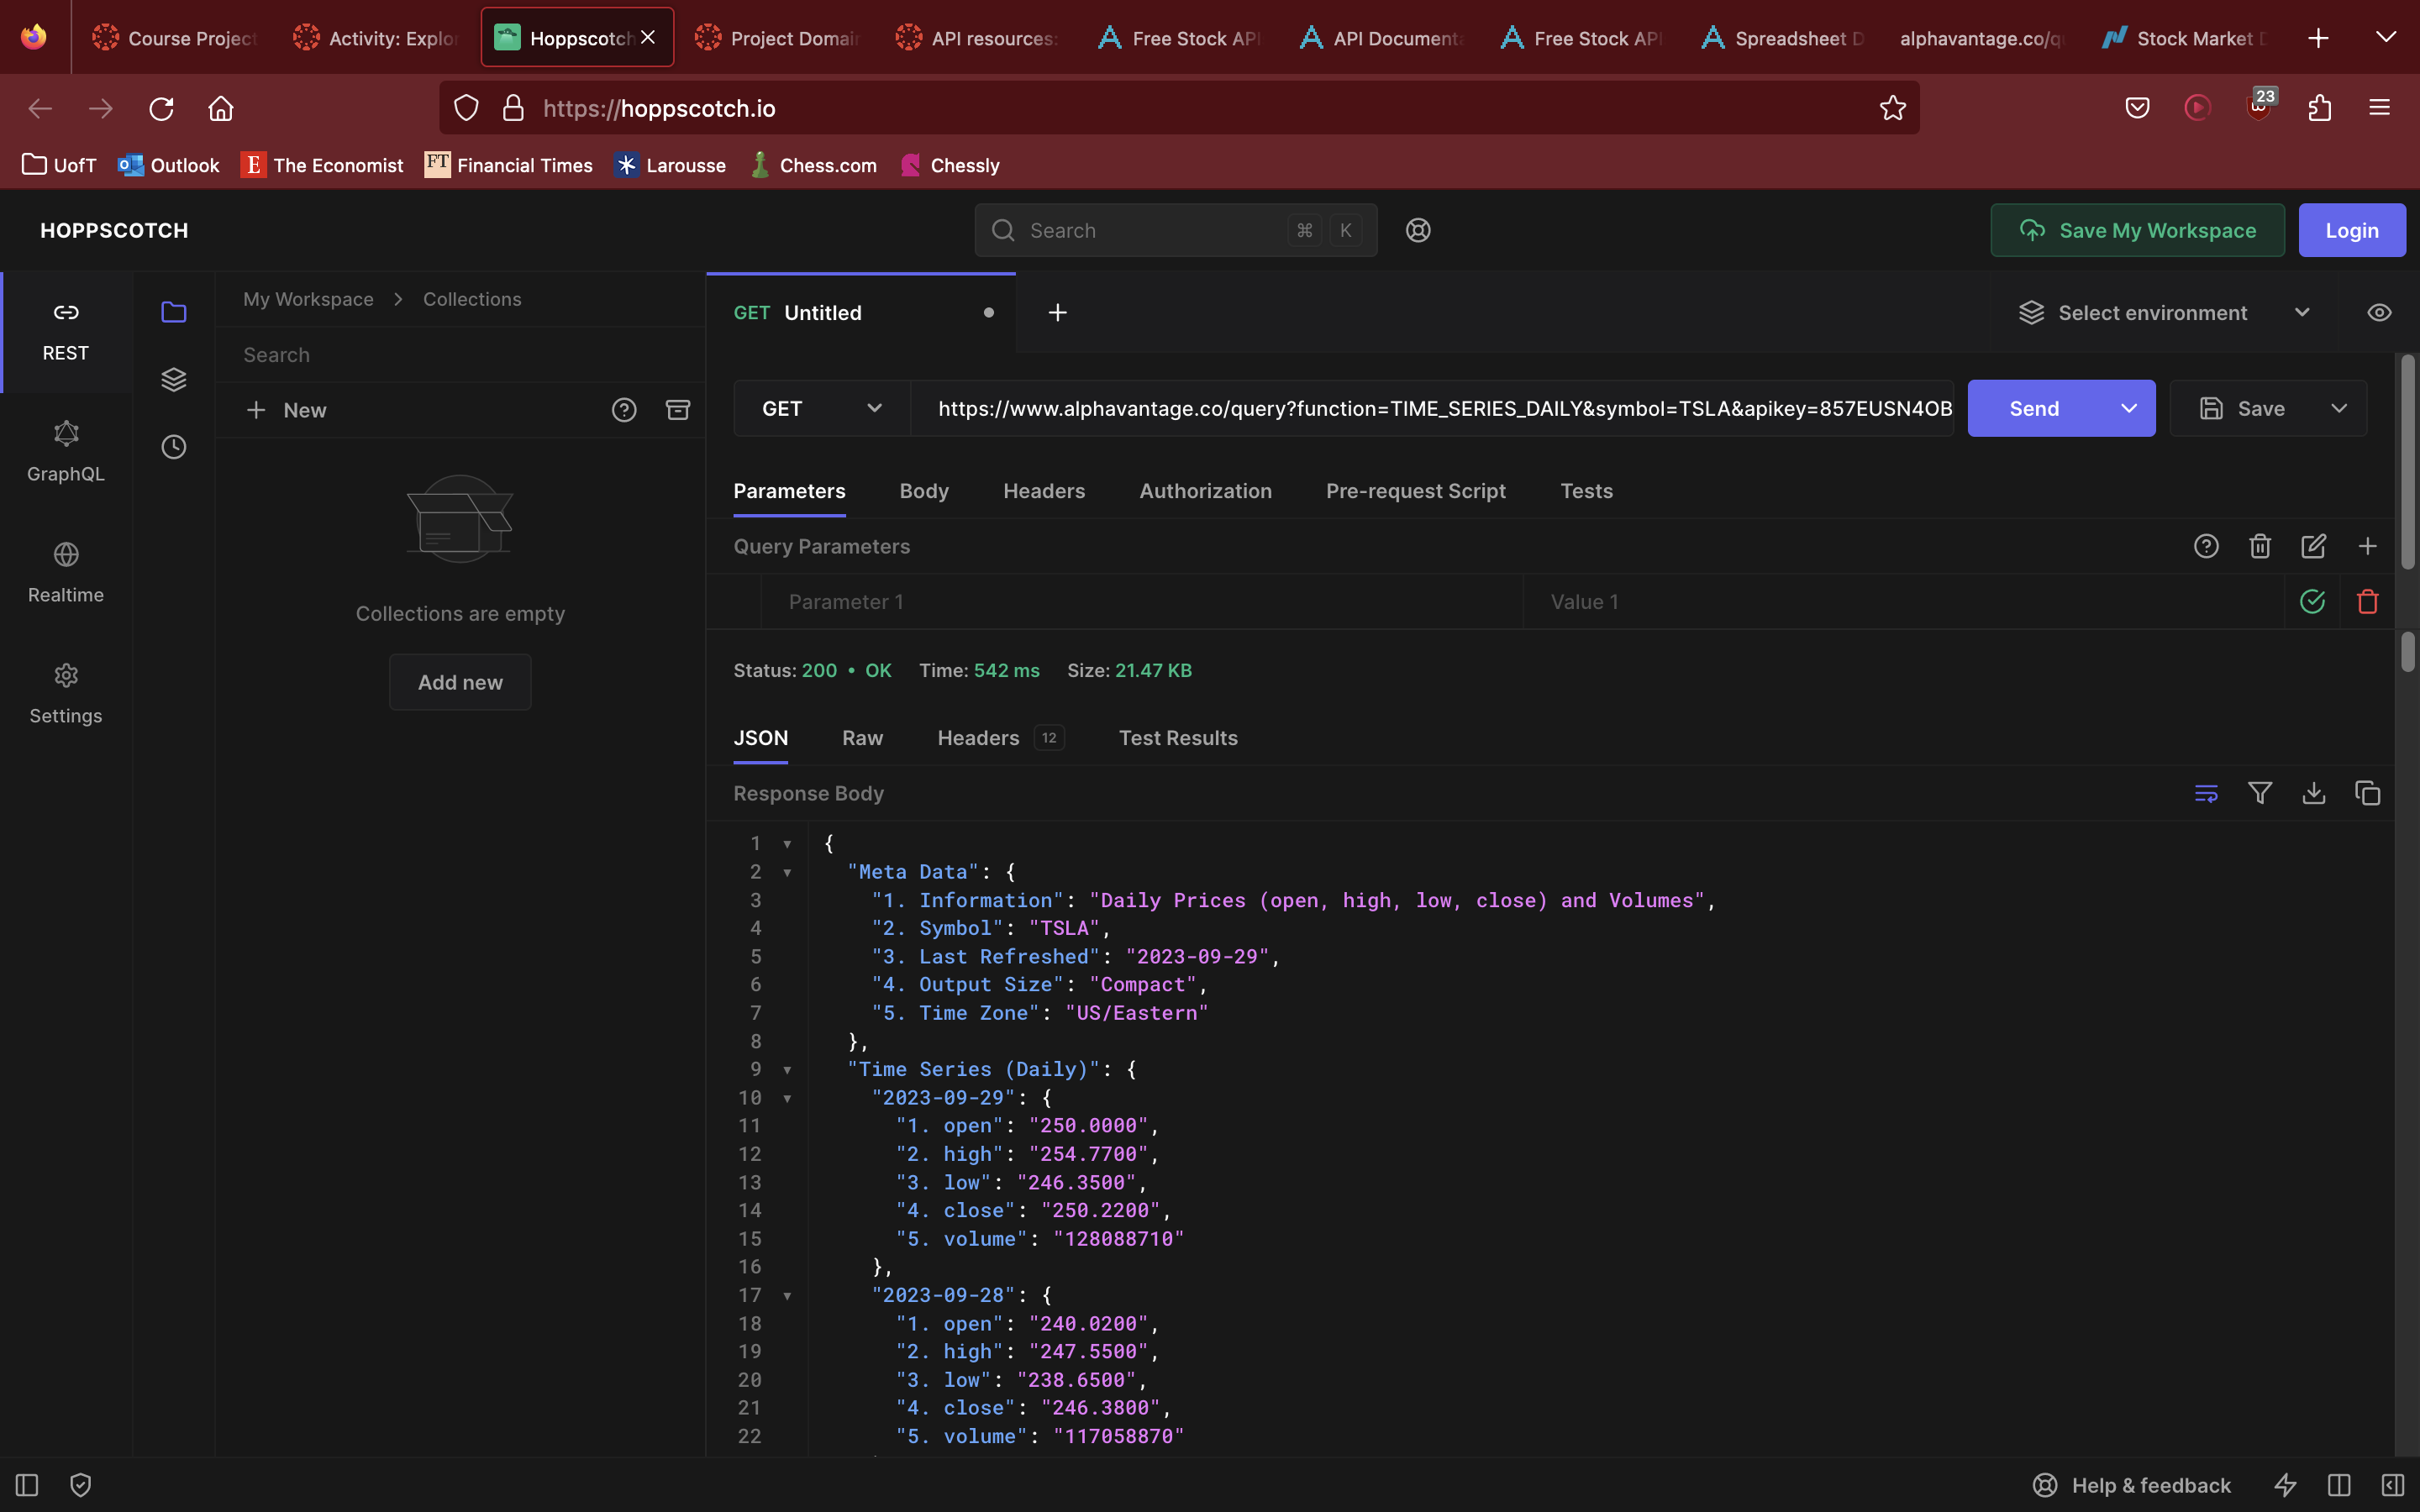 Course Project
Activity: Explo
Hoppscotch
Project Domain
API resources:
Free Stock API
API Documenta
Free Stock API
Spreadsheet D
alphavantage.co/q
Stock Market D
https://hoppscotch.io
23
UofT
Outlook
E The Economist
FT Financial Times
Larousse
Chess.com
Chessly
HOPPSCOTCH
Search ⌘ K
Save My Workspace
Login
REST
GraphQL
Realtime
Settings
My Workspace > Collections
Search
+ New
Collections are empty
Add new
GET Untitled
Select environment
GET
https://www.alphavantage.co/query?function=TIME_SERIES_DAILY&symbol=TSLA&apikey=857EUSN4OB
Send
Save
Parameters Body Headers Authorization Pre-request Script Tests
Query Parameters
Parameter 1 Value 1
Status: 200 • OK Time: 542 ms Size: 21.47 KB
JSON Raw Headers 12 Test Results
Response Body
1 {
2 "Meta Data": {
3 "1. Information": "Daily Prices (open, high, low, close) and Volumes",
4 "2. Symbol": "TSLA",
5 "3. Last Refreshed": "2023-09-29",
6 "4. Output Size": "Compact",
7 "5. Time Zone": "US/Eastern"
8 },
9 "Time Series (Daily)": {
10 "2023-09-29": {
11 "1. open": "250.0000",
12 "2. high": "254.7700",
13 "3. low": "246.3500",
14 "4. close": "250.2200",
15 "5. volume": "128088710"
16 },
17 "2023-09-28": {
18 "1. open": "240.0200",
19 "2. high": "247.5500",
20 "3. low": "238.6500",
21 "4. close": "246.3800",
22 "5. volume": "117058870"
Help & feedback